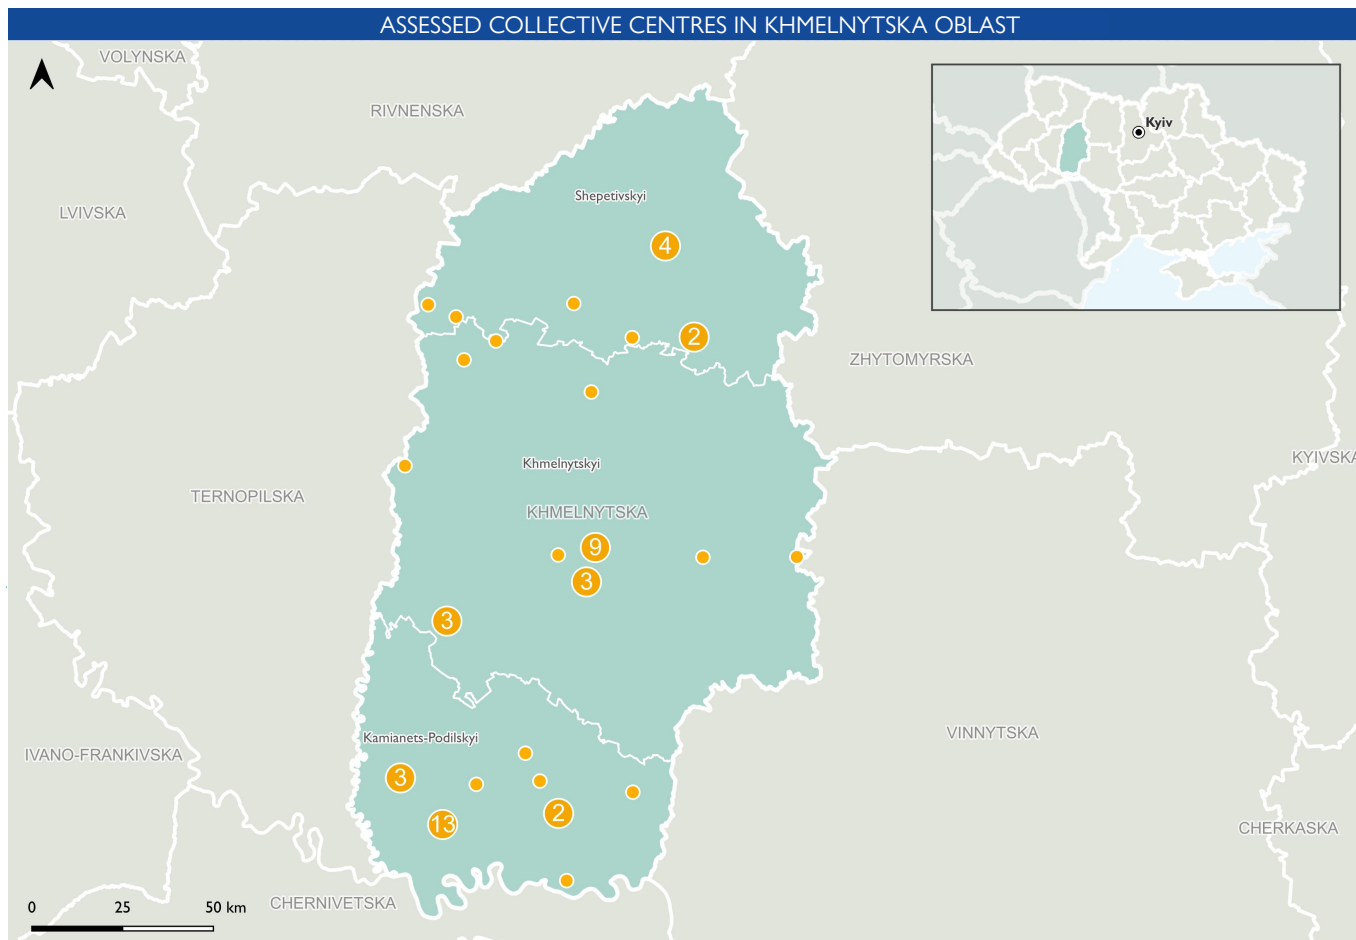 ASSESSED COLLECTIVE CENTRES IN KHMELNYTSKA OBLAST
VOLYNSKA
RIVNENSKA
Kyiv
Shepetivskyi
LVIVSKA
4
2
ZHYTOMYRSKA
KYIVSKA
Khmelnytskyi
TERNOPILSKA
KHMELNYTSKA
9
3
3
VINNYTSKA
Kamianets-Podilskyi
IVANO-FRANKIVSKA
3
2
13
CHERKASKA
CHERNIVETSKA
0 25 50 km